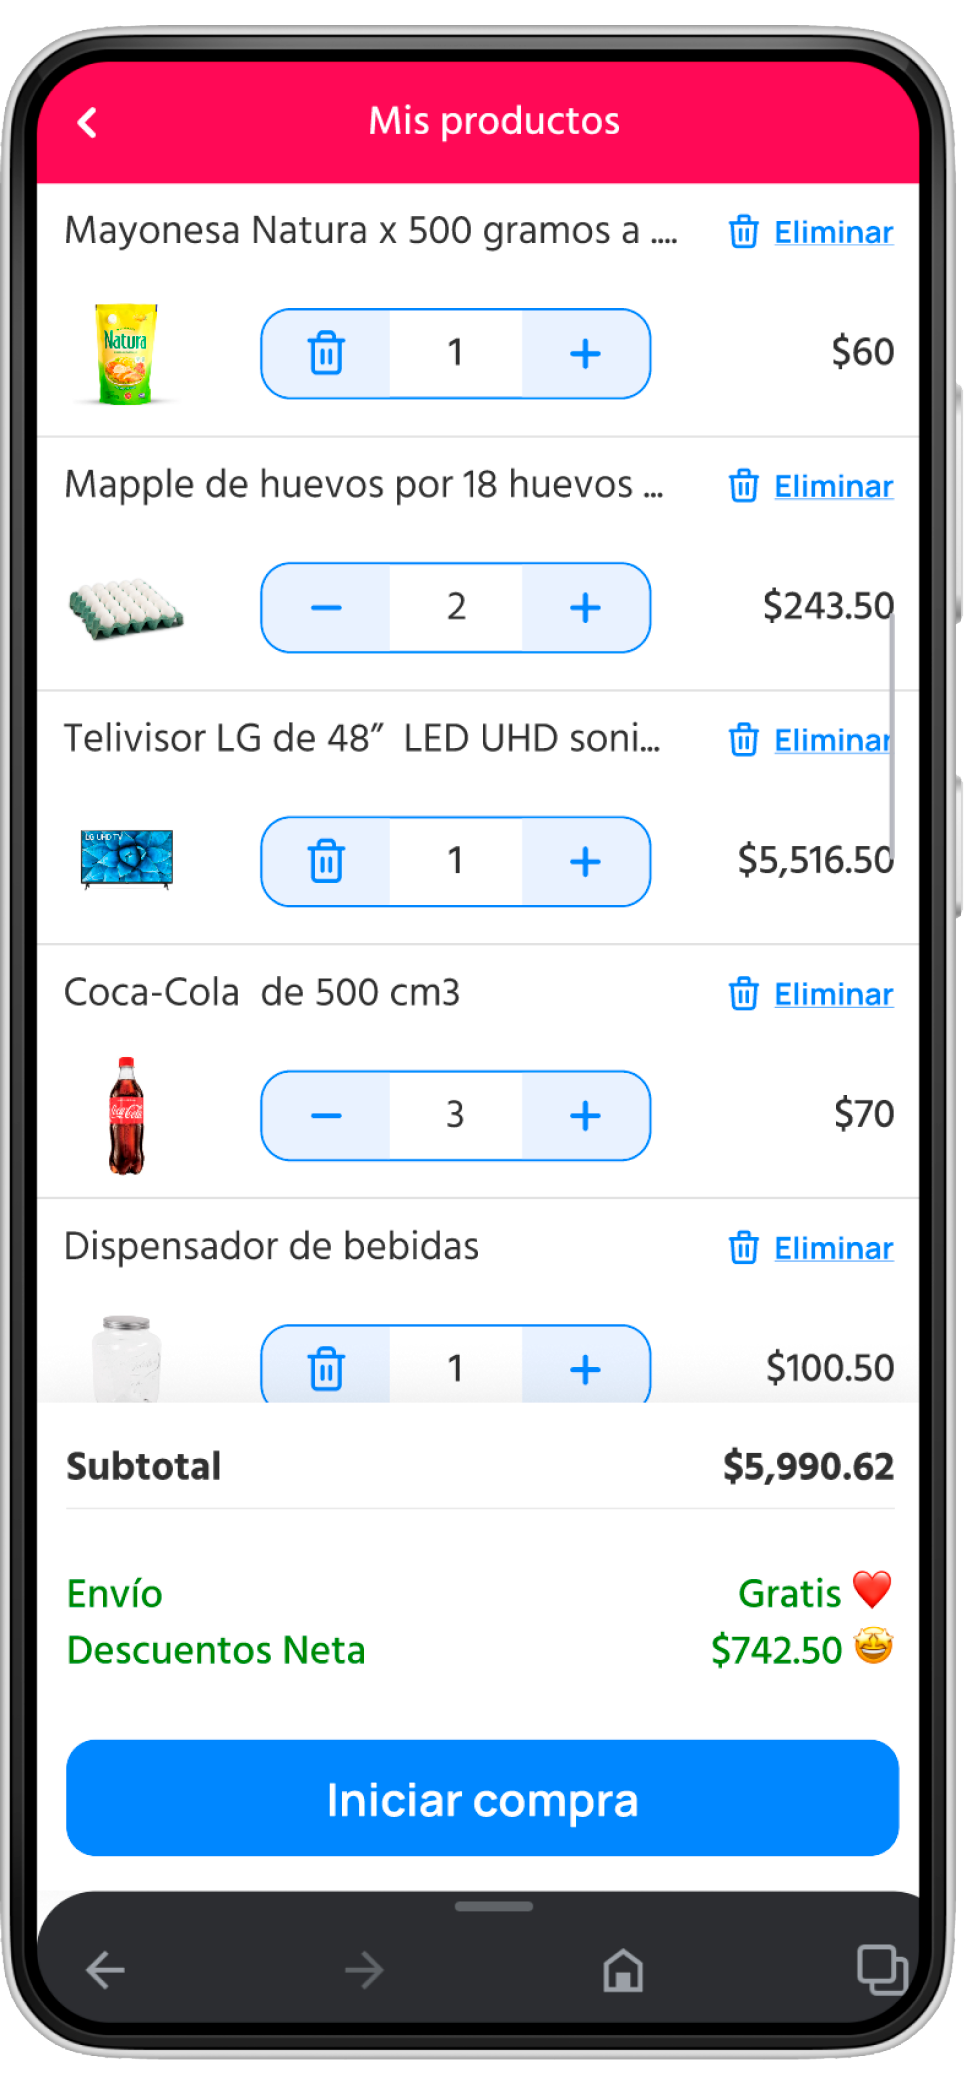 Mis productos
Mayonesa Natura x 500 gramos a .... Eliminar
Natura
1
$60
Mapple de huevos por 18 huevos ... Eliminar
2
$243.50
Telivisor LG de 48” LED UHD soni... Eliminar
LG UHD TV
1
$5,516.50
Coca-Cola de 500 cm3 Eliminar
Coca-Cola
3
$70
Dispensador de bebidas Eliminar
1
$100.50
Subtotal $5,990.62
Envío Gratis ❤️
Descuentos Neta $742.50 🤩
Iniciar compra